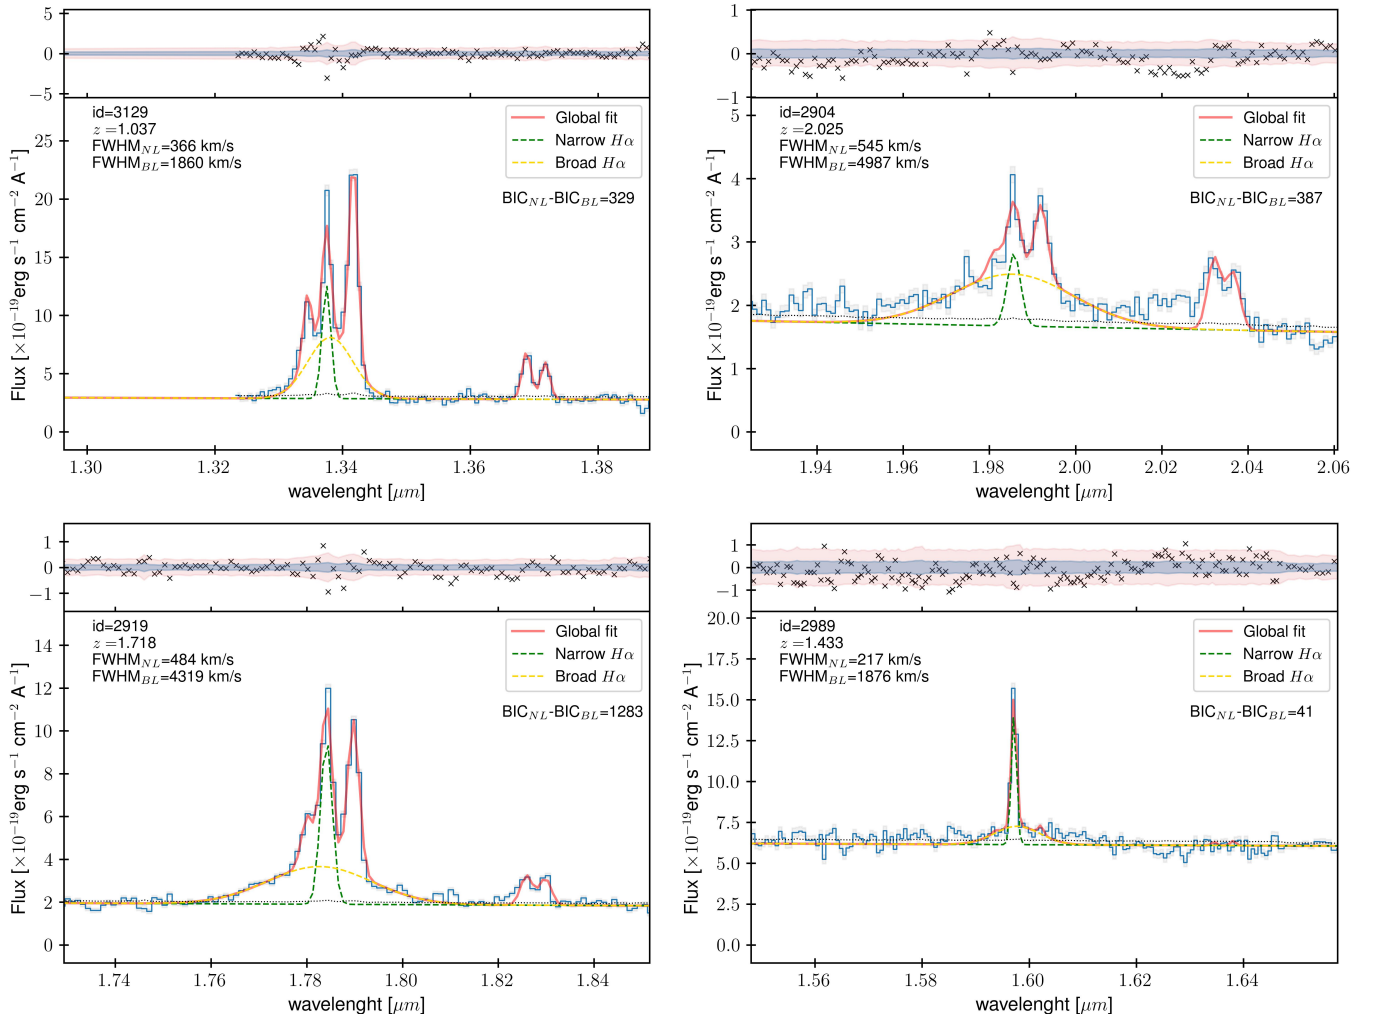 5
0
−5
id=3129
z =1.037
FWHM_NL=366 km/s
FWHM_BL=1860 km/s
Global fit
Narrow Hα
Broad Hα
BIC_NL-BIC_BL=329
25
20
15
10
5
0
Flux [×10⁻¹⁹erg s⁻¹ cm⁻² A⁻¹]
1.30 1.32 1.34 1.36 1.38
wavelenght [μm]
1
0
−1
id=2904
z =2.025
FWHM_NL=545 km/s
FWHM_BL=4987 km/s
Global fit
Narrow Hα
Broad Hα
BIC_NL-BIC_BL=387
5
4
3
2
1
0
Flux [×10⁻¹⁹erg s⁻¹ cm⁻² A⁻¹]
1.94 1.96 1.98 2.00 2.02 2.04 2.06
wavelenght [μm]
1
0
−1
id=2919
z =1.718
FWHM_NL=484 km/s
FWHM_BL=4319 km/s
Global fit
Narrow Hα
Broad Hα
BIC_NL-BIC_BL=1283
14
12
10
8
6
4
2
0
Flux [×10⁻¹⁹erg s⁻¹ cm⁻² A⁻¹]
1.74 1.76 1.78 1.80 1.82 1.84
wavelenght [μm]
1
0
−1
id=2989
z =1.433
FWHM_NL=217 km/s
FWHM_BL=1876 km/s
Global fit
Narrow Hα
Broad Hα
BIC_NL-BIC_BL=41
20.0
17.5
15.0
12.5
10.0
7.5
5.0
2.5
0.0
Flux [×10⁻¹⁹erg s⁻¹ cm⁻² A⁻¹]
1.56 1.58 1.60 1.62 1.64
wavelenght [μm]